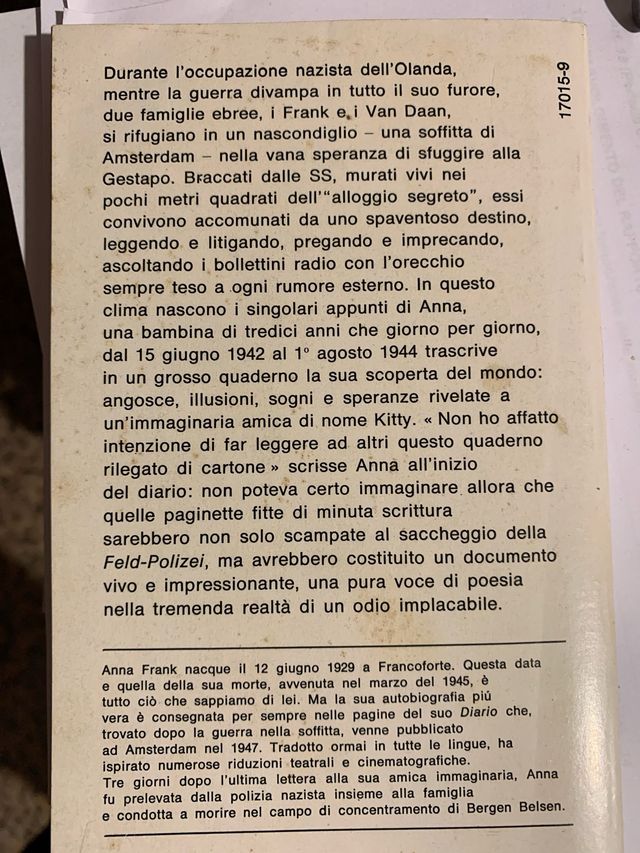 Durante l'occupazione nazista dell'Olanda,
mentre la guerra divampa in tutto il suo furore,
due famiglie ebree, i Frank e i Van Daan,
si rifugiano in un nascondiglio – una soffitta di
Amsterdam – nella vana speranza di sfuggire alla
Gestapo. Braccati dalle SS, murati vivi nei
pochi metri quadrati dell'"alloggio segreto", essi
convivono accomunati da uno spaventoso destino,
leggendo e litigando, pregando e imprecando,
ascoltando i bollettini radio con l'orecchio
sempre teso a ogni rumore esterno. In questo
clima nascono i singolari appunti di Anna,
una bambina di tredici anni che giorno per giorno,
dal 15 giugno 1942 al 1° agosto 1944 trascrive
in un grosso quaderno la sua scoperta del mondo:
angosce, illusioni, sogni e speranze rivelate a
un'immaginaria amica di nome Kitty. « Non ho affatto
intenzione di far leggere ad altri questo quaderno
rilegato di cartone » scrisse Anna all'inizio
del diario: non poteva certo immaginare allora che
quelle paginette fitte di minuta scrittura
sarebbero non solo scampate al saccheggio della
Feld-Polizei, ma avrebbero costituito un documento
vivo e impressionante, una pura voce di poesia
nella tremenda realtà di un odio implacabile.
Anna Frank nacque il 12 giugno 1929 a Francoforte. Questa data
e quella della sua morte, avvenuta nel marzo del 1945, è
tutto ciò che sappiamo di lei. Ma la sua autobiografia piú
vera è consegnata per sempre nelle pagine del suo Diario che,
trovato dopo la guerra nella soffitta, venne pubblicato
ad Amsterdam nel 1947. Tradotto ormai in tutte le lingue, ha
ispirato numerose riduzioni teatrali e cinematografiche.
Tre giorni dopo l'ultima lettera alla sua amica immaginaria, Anna
fu prelevata dalla polizia nazista insieme alla famiglia
e condotta a morire nel campo di concentramento di Bergen Belsen.
17015-9